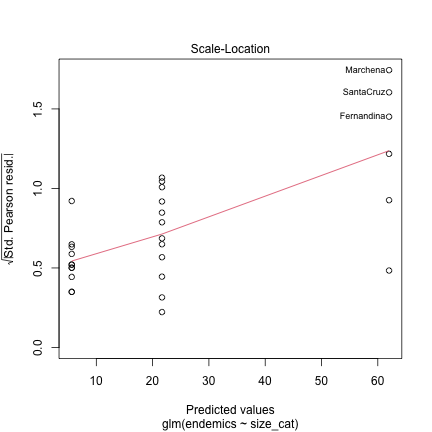 Scale-Location
Marchena
SantaCruz
Fernandina
√|Std. Pearson resid.|
0.0
0.5
1.0
1.5
10
20
30
40
50
60
Predicted values
glm(endemics ~ size_cat)